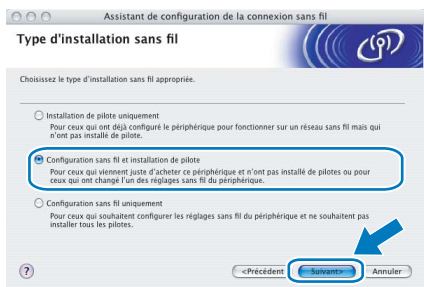 Assistant de configuration de la connexion sans fil
Type d'installation sans fil
Choisissez le type d'installation sans fil appropriée.
Installation de pilote uniquement
Pour ceux qui ont déjà configuré le périphérique pour fonctionner sur un réseau sans fil mais qui
n'ont pas installé de pilote.
Configuration sans fil et installation de pilote
Pour ceux qui viennent juste d'acheter ce périphérique et n'ont pas installé de pilotes ou pour
ceux qui ont changé l'un des réglages sans fil du périphérique.
Configuration sans fil uniquement
Pour ceux qui souhaitent configurer les réglages sans fil du périphérique et ne souhaitent pas
installer tous les pilotes.
?
<Précédent
Suivant>
Annuler